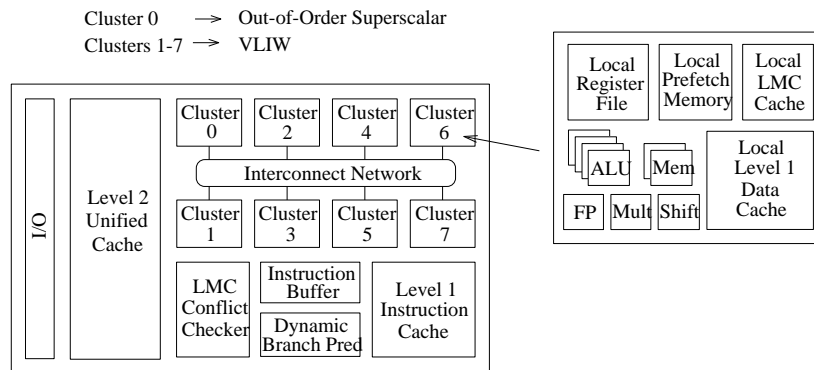 Cluster 0 → Out-of-Order Superscalar
Clusters 1-7 → VLIW
I/O
Level 2
Unified
Cache
Cluster
0
Cluster
2
Cluster
4
Cluster
6
Interconnect Network
Cluster
1
Cluster
3
Cluster
5
Cluster
7
LMC
Conflict
Checker
Instruction
Buffer
Dynamic
Branch Pred
Level 1
Instruction
Cache
Local
Register
File
Local
Prefetch
Memory
Local
LMC
Cache
ALU
Mem
FP
Mult
Shift
Local
Level 1
Data
Cache